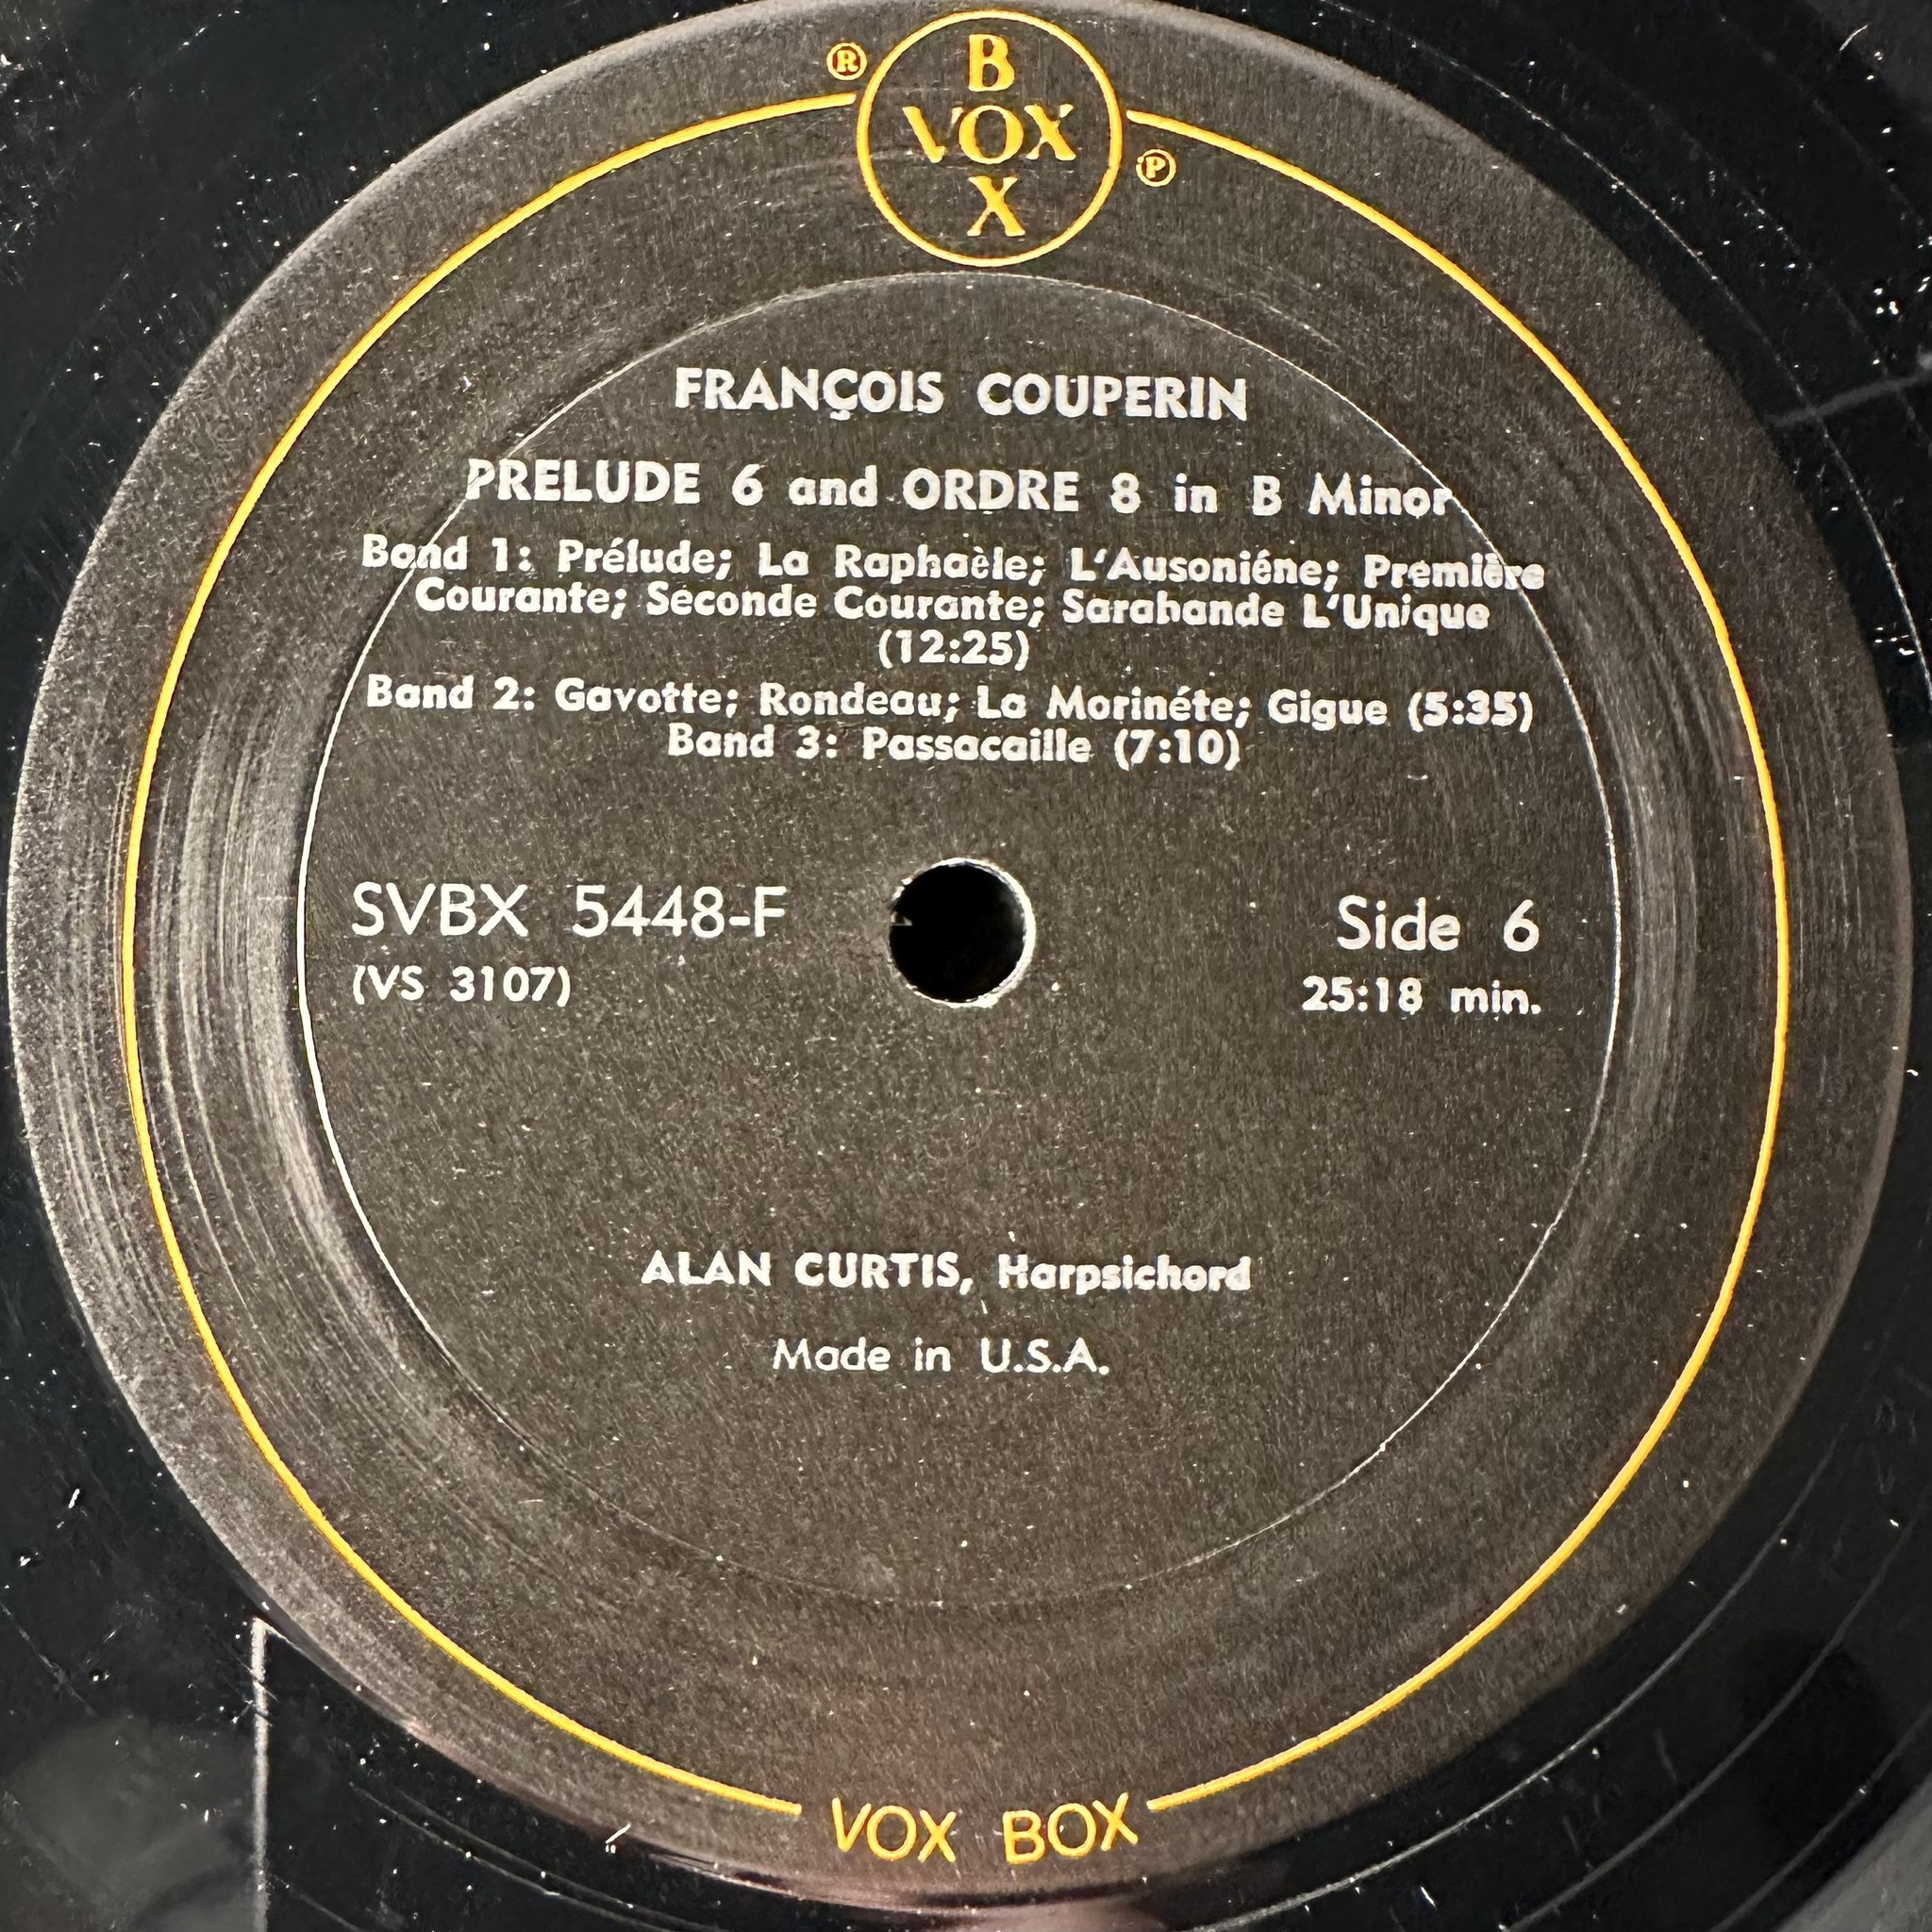 ®
B
VOX
X
℗
FRANÇOIS COUPERIN
PRELUDE 6 and ORDRE 8 in B Minor
Band 1: Prélude; La Raphaèle; L'Ausoniéne; Première
Courante; Seconde Courante; Sarabande L'Unique
(12:25)
Band 2: Gavotte; Rondeau; La Morinéte; Gigue (5:35)
Band 3: Passacaille (7:10)
SVBX 5448-F
Side 6
(VS 3107)
25:18 min.
ALAN CURTIS, Harpsichord
Made in U.S.A.
VOX BOX